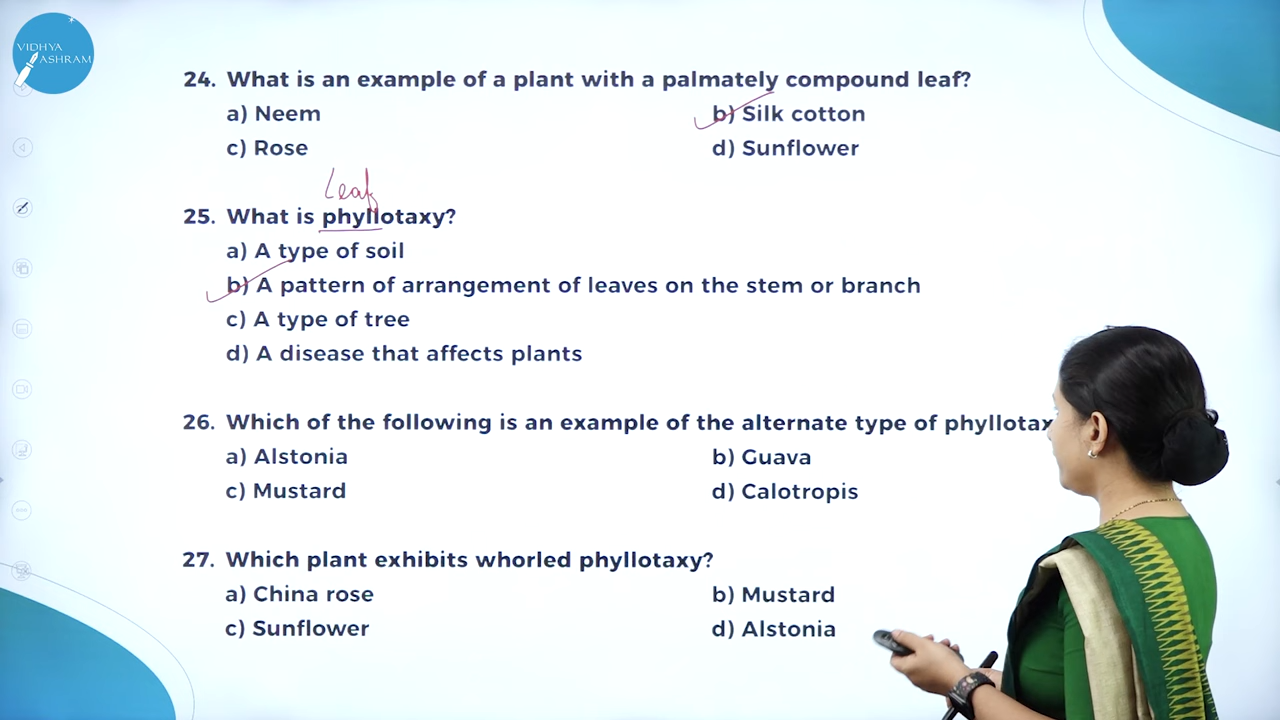 VIDHYA
ASHRAM
24. What is an example of a plant with a palmately compound leaf?
a) Neem
b) Silk cotton
c) Rose
d) Sunflower
Leaf
25. What is phyllotaxy?
a) A type of soil
b) A pattern of arrangement of leaves on the stem or branch
c) A type of tree
d) A disease that affects plants
26. Which of the following is an example of the alternate type of phyllotax
a) Alstonia
b) Guava
c) Mustard
d) Calotropis
27. Which plant exhibits whorled phyllotaxy?
a) China rose
b) Mustard
c) Sunflower
d) Alstonia